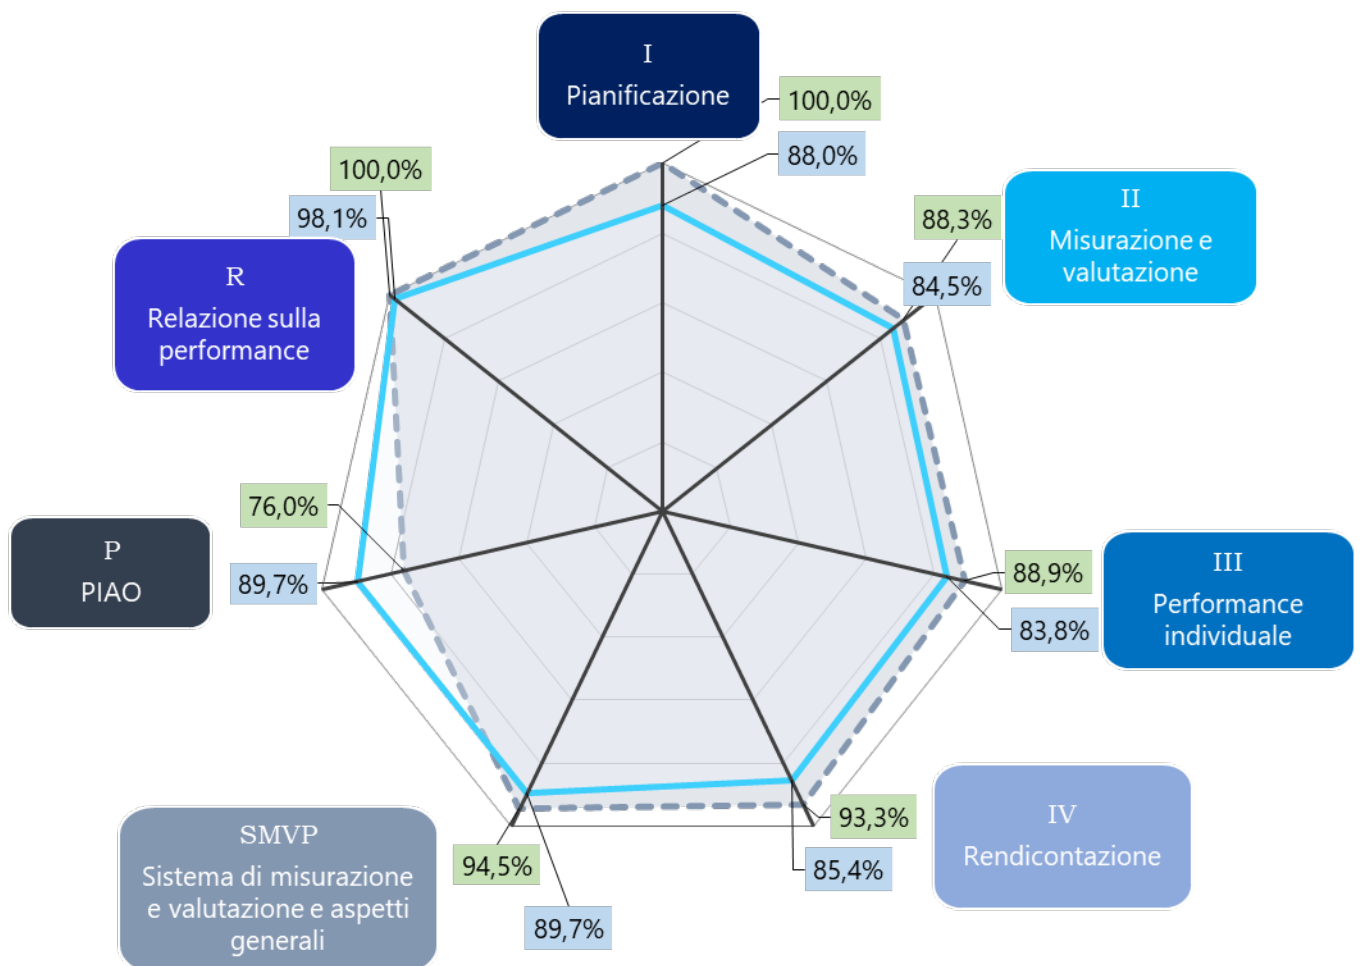 I
Pianificazione
100,0%
88,0%
II
Misurazione e
valutazione
88,3%
84,5%
III
Performance
individuale
88,9%
83,8%
IV
Rendicontazione
93,3%
85,4%
SMVP
Sistema di misurazione
e valutazione e aspetti
generali
94,5%
89,7%
P
PIAO
76,0%
89,7%
R
Relazione sulla
performance
100,0%
98,1%